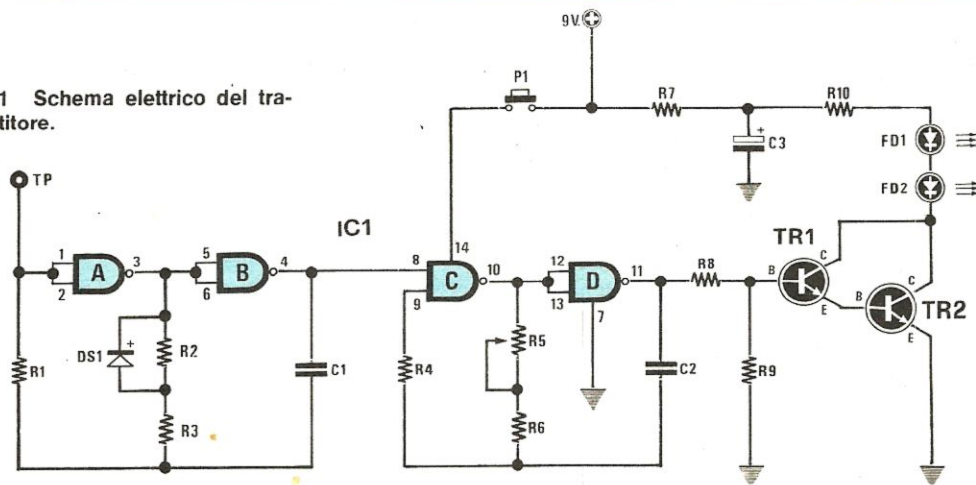 1 Schema elettrico del tra-
titore.
9V.
P1
R7
R10
C3
FD1
FD2
TP
IC1
TR1
TR2
1
2
A
3
5
6
B
4
8
9
14
C
10
12
13
D
11
7
R8
B
C
E
B
C
E
R1
DS1
+
R2
R3
C1
R4
R5
R6
C2
R9
+